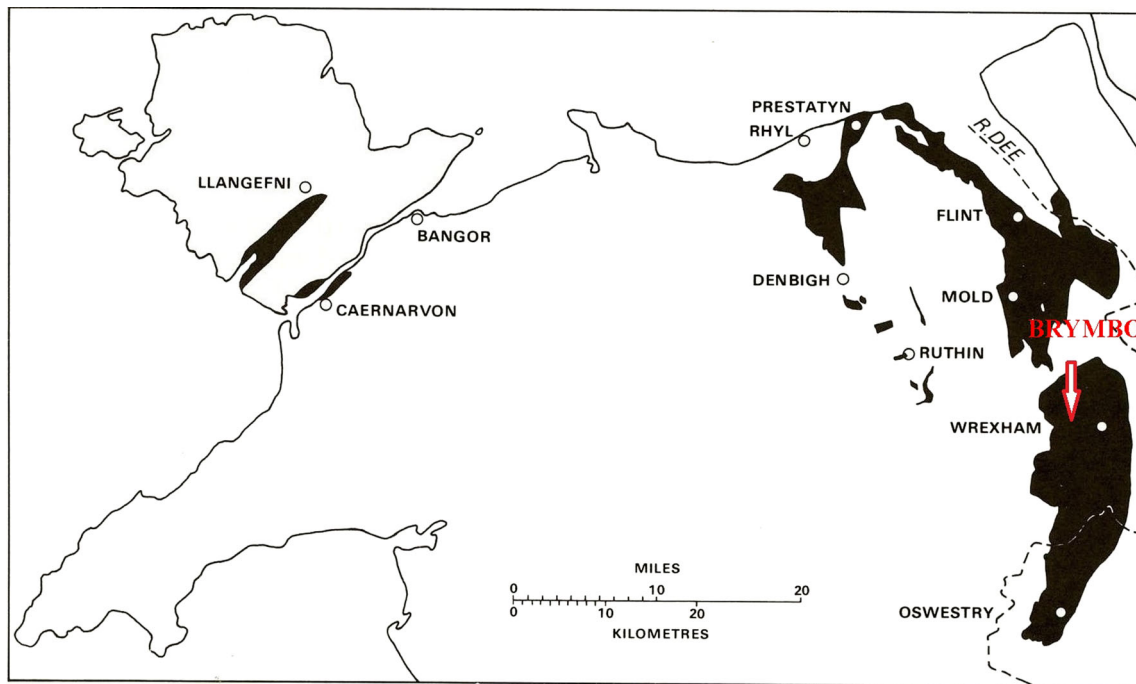 PRESTATYN
RHYL
R.DEE
LLANGEFNI
FLINT
BANGOR
DENBIGH
MOLD
CAERNARVON
BRYMBO
RUTHIN
WREXHAM
MILES
0 10 20
0 10 20
KILOMETRES
OSWESTRY